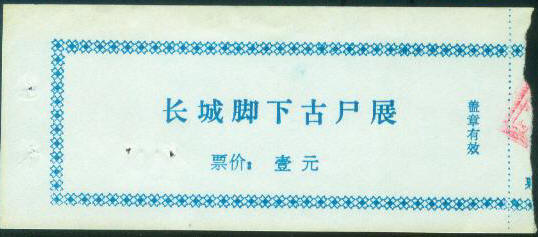 长城脚下古尸展
票价：壹元
盖章有效